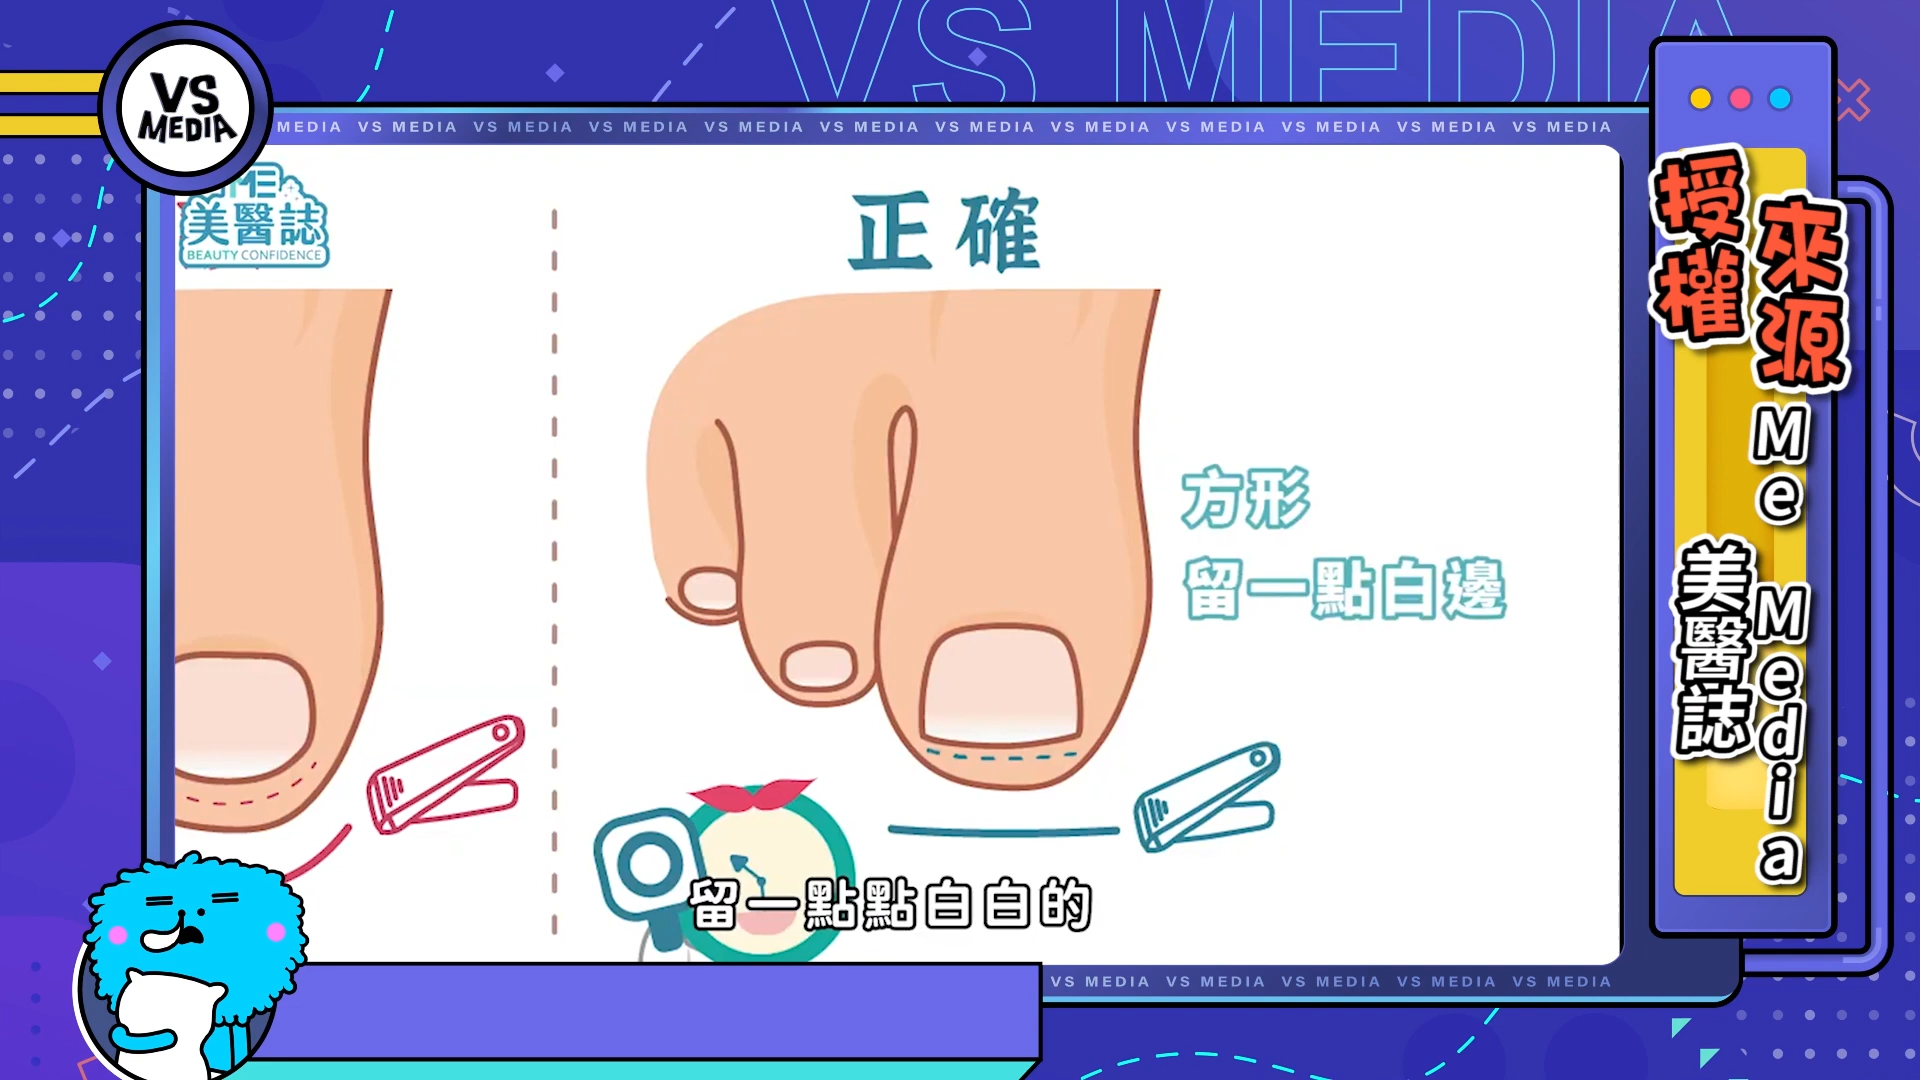 VS MEDIA
VS MEDIA
MEDIA VS MEDIA VS MEDIA VS MEDIA VS MEDIA VS MEDIA VS MEDIA VS MEDIA VS MEDIA VS MEDIA VS MEDIA VS MEDIA
美醫誌
BEAUTY CONFIDENCE
正確
方形
留一點白邊
留一點點白白的
VS MEDIA VS MEDIA VS MEDIA VS MEDIA VS MEDIA
授權
來源
Me Media
美醫誌